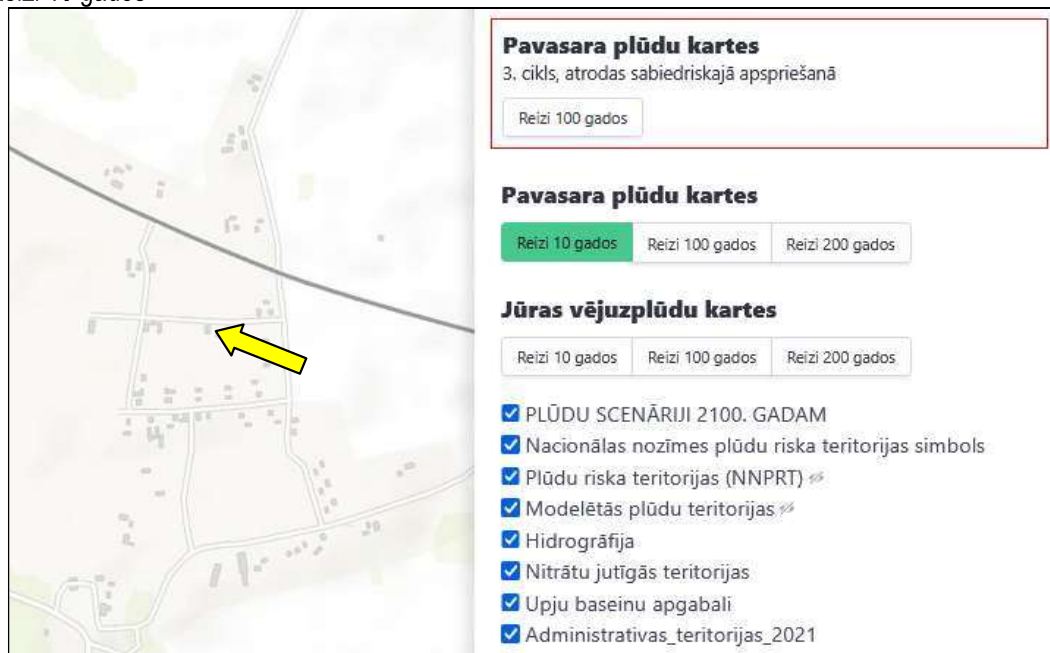 Pavasara plūdu kartes
3. cikls, atrodas sabiedriskajā apspriešanā
Reizi 100 gados
Pavasara plūdu kartes
Reizi 10 gados Reizi 100 gados Reizi 200 gados
Jūras vējuzplūdu kartes
Reizi 10 gados Reizi 100 gados Reizi 200 gados
PLŪDU SCENĀRIJI 2100. GADAM
Nacionālas nozīmes plūdu riska teritorijas simbols
Plūdu riska teritorijas (NNPRT)
Modelētās plūdu teritorijas
Hidrogrāfija
Nitrātu jutīgās teritorijas
Upju baseinu apgabali
Administrativas_teritorijas_2021